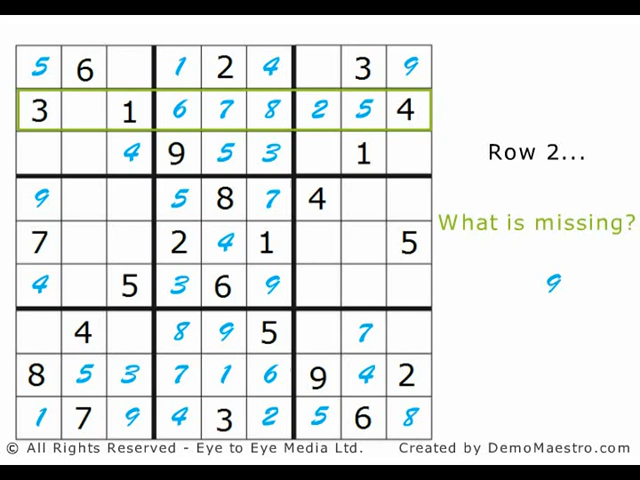 5 6 1 2 4 3 9
3 1 6 7 8 2 5 4
4 9 5 3 1
9 5 8 7 4
7 2 4 1 5
4 5 3 6 9
4 8 9 5 7
8 5 3 7 1 6 9 4 2
1 7 9 4 3 2 5 6 8
Row 2...
What is missing?
9
© All Rights Reserved - Eye to Eye Media Ltd. Created by DemoMaestro.com